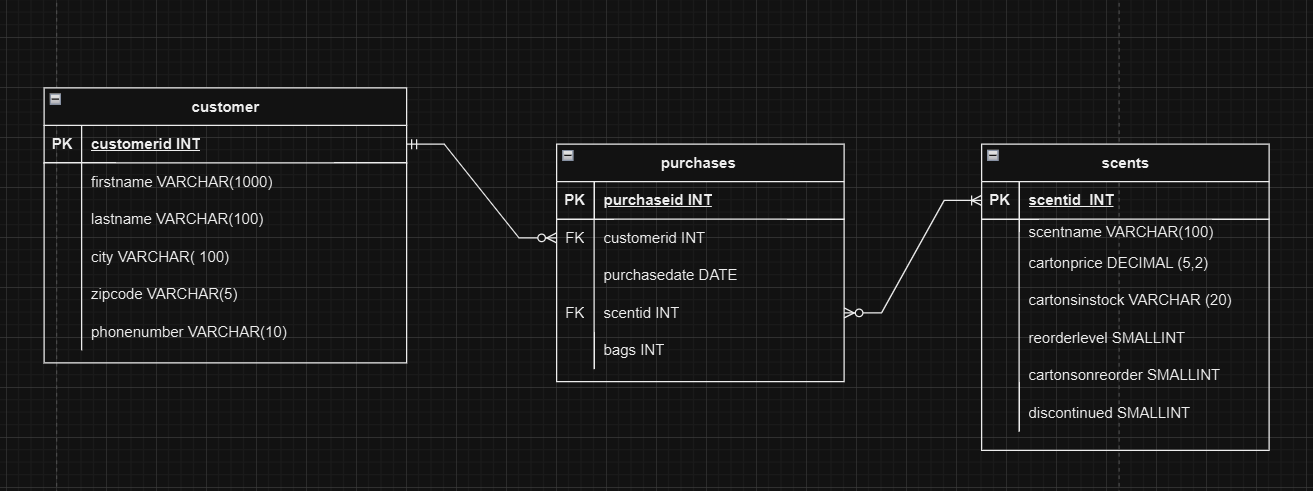 customer
PK customerid INT
firstname VARCHAR(1000)
lastname VARCHAR(100)
city VARCHAR( 100)
zipcode VARCHAR(5)
phonenumber VARCHAR(10)
purchases
PK purchaseid INT
FK customerid INT
purchasedate DATE
FK scentid INT
bags INT
scents
PK scentid  INT
scentname VARCHAR(100)
cartonprice DECIMAL (5,2)
cartonsinstock VARCHAR (20)
reorderlevel SMALLINT
cartonsonreorder SMALLINT
discontinued SMALLINT